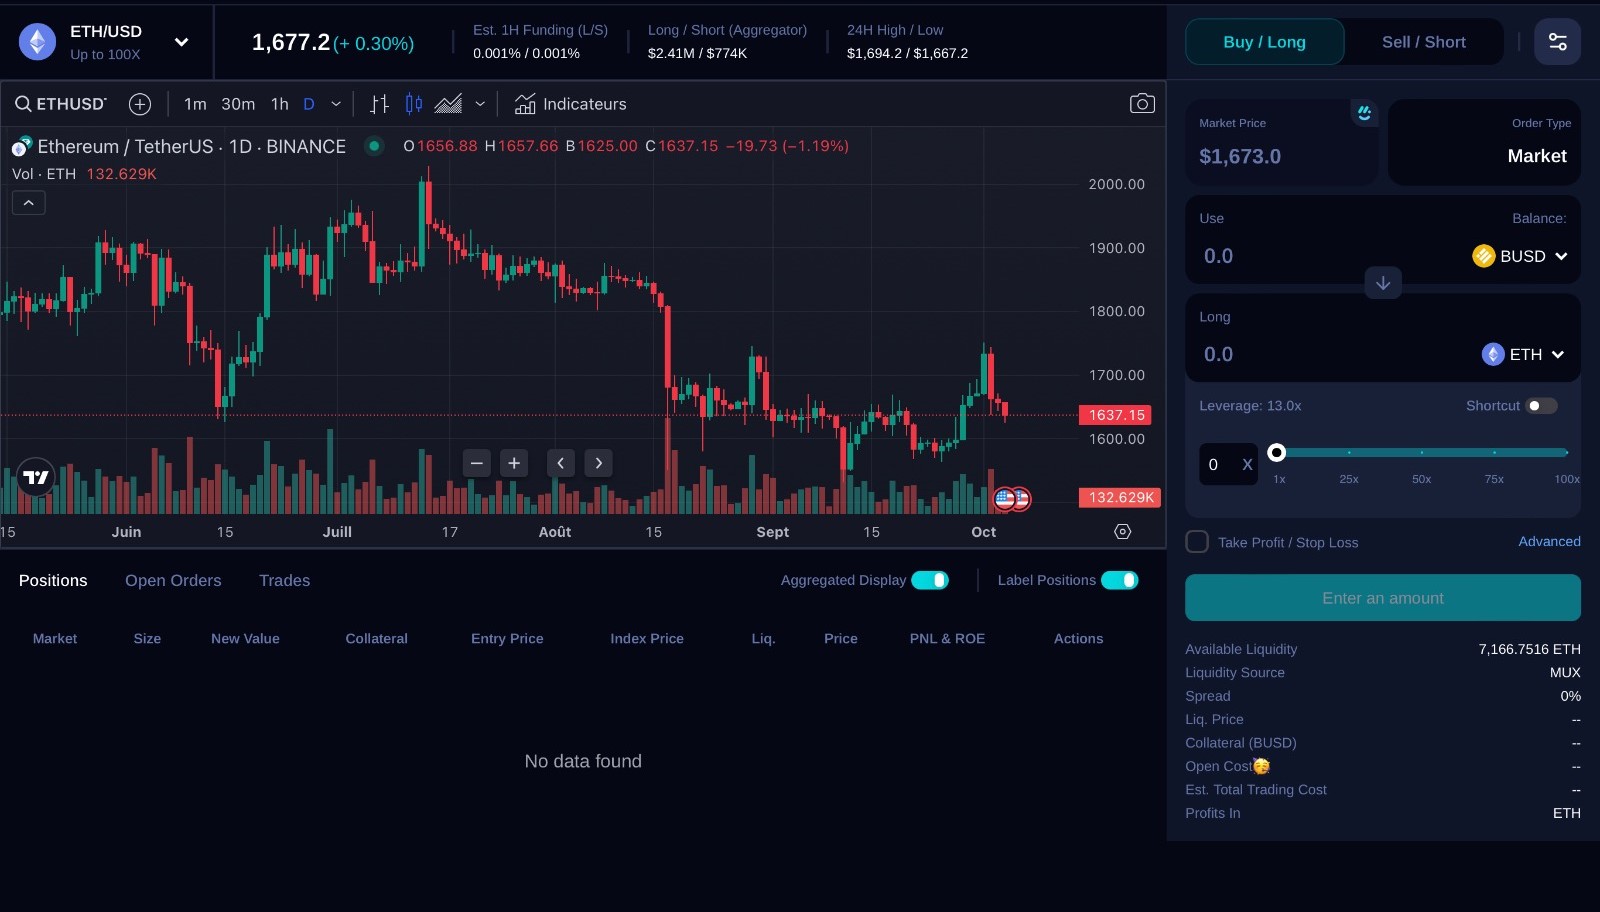 ETH/USD
Up to 100X
1,677.2 (+ 0.30%)
Est. 1H Funding (L/S)
0.001% / 0.001%
Long / Short (Aggregator)
$2.41M / $774K
24H High / Low
$1,694.2 / $1,667.2
Buy / Long
Sell / Short
1m 30m 1h D Indicateurs
Ethereum / TetherUS · 1D · BINANCE O1656.88 H1657.66 B1625.00 C1637.15 −19.73 (−1.19%)
Vol · ETH 132.629K
2000.00
1900.00
1800.00
1700.00
1637.15
1600.00
132.629K
15 Juin 15 Juill 17 Août 15 Sept 15 Oct
Market Price
$1,673.0
Order Type
Market
Use
Balance:
0.0
BUSD
Long
0.0
ETH
Leverage: 13.0x
Shortcut
0 X
1x 25x 50x 75x 100x
Take Profit / Stop Loss
Advanced
Enter an amount
Available Liquidity 7,166.7516 ETH
Liquidity Source MUX
Spread 0%
Liq. Price --
Collateral (BUSD) --
Open Cost🥳 --
Est. Total Trading Cost --
Profits In ETH
Positions Open Orders Trades
Aggregated Display
Label Positions
Market Size New Value Collateral Entry Price Index Price Liq. Price PNL & ROE Actions
No data found